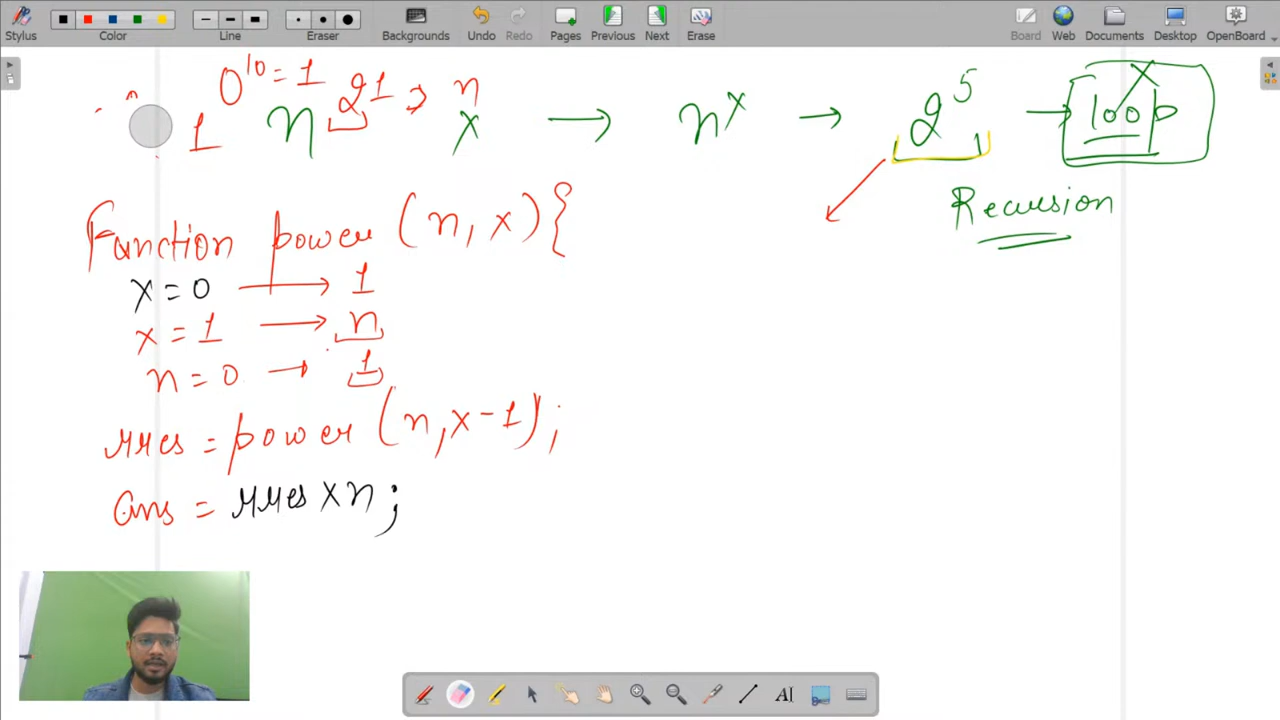 Stylus Color Line Eraser Backgrounds Undo Redo Pages Previous Next Erase Board Web Documents Desktop OpenBoard
0^10 = 1 2^1 → n
1 n x → n^x → 2^5 → loop
Recursion
Function power (n, x) {
x = 0 → 1
x = 1 → n
n = 0 → 1
rres = power (n, x-1);
Ans = rres x n;
AI